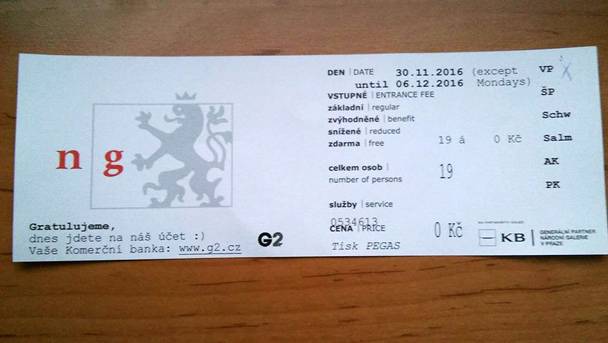 n g
Gratulujeme,
dnes jdete na náš účet :)
Vaše Komerční banka: www.g2.cz
G2
DEN | DATE 30.11.2016 (except
until 06.12.2016 Mondays)
VSTUPNÉ | ENTRANCE FEE
základní | regular
zvýhodněné | benefit
snížené | reduced
zdarma | free 19 á 0 Kč
celkem osob |
number of persons 19
služby | service
0534613
CENA | PRICE 0 Kč
Tisk PEGAS
VP
ŠP
Schw
Salm
AK
PK
KB
GENERÁLNÍ PARTNER
NÁRODNÍ GALERIE
V PRAZE